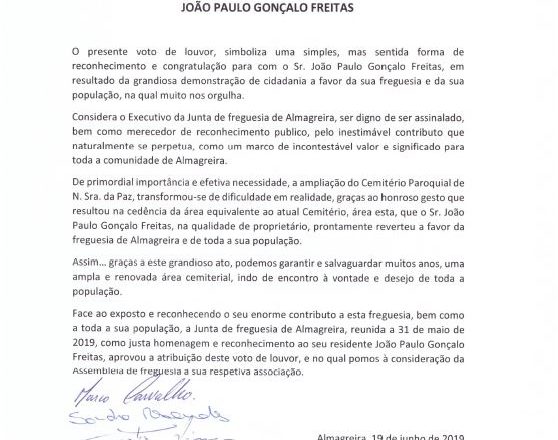 JOÃO PAULO GONÇALO FREITAS
O presente voto de louvor, simboliza uma simples, mas sentida forma de
reconhecimento e congratulação para com o Sr. João Paulo Gonçalo Freitas, em
resultado da grandiosa demonstração de cidadania a favor da sua freguesia e da sua
população, na qual muito nos orgulha.
Considera o Executivo da Junta de freguesia de Almagreira, ser digno de ser assinalado,
bem como merecedor de reconhecimento publico, pelo inestimável contributo que
naturalmente se perpetua, como um marco de incontestável valor e significado para
toda a comunidade de Almagreira.
De primordial importância e efetiva necessidade, a ampliação do Cemitério Paroquial de
N. Sra. da Paz, transformou-se de dificuldade em realidade, graças ao honroso gesto que
resultou na cedência da área equivalente ao atual Cemitério, área esta, que o Sr. João
Paulo Gonçalo Freitas, na qualidade de proprietário, prontamente reverteu a favor da
freguesia de Almagreira e de toda a sua população.
Assim... graças a este grandioso ato, podemos garantir e salvaguardar muitos anos, uma
ampla e renovada área cemiterial, indo de encontro à vontade e desejo de toda a
população.
Face ao exposto e reconhecendo o seu enorme contributo a esta freguesia, bem como
a toda a sua população, a Junta de freguesia de Almagreira, reunida a 31 de maio de
2019, como justa homenagem e reconhecimento ao seu residente João Paulo Gonçalo
Freitas, aprovou a atribuição deste voto de louvor, e no qual pomos à consideração da
Assembleia de freguesia a sua respetiva associação.
Marco Carvalho.
Almagreira, 19 de junho de 2019